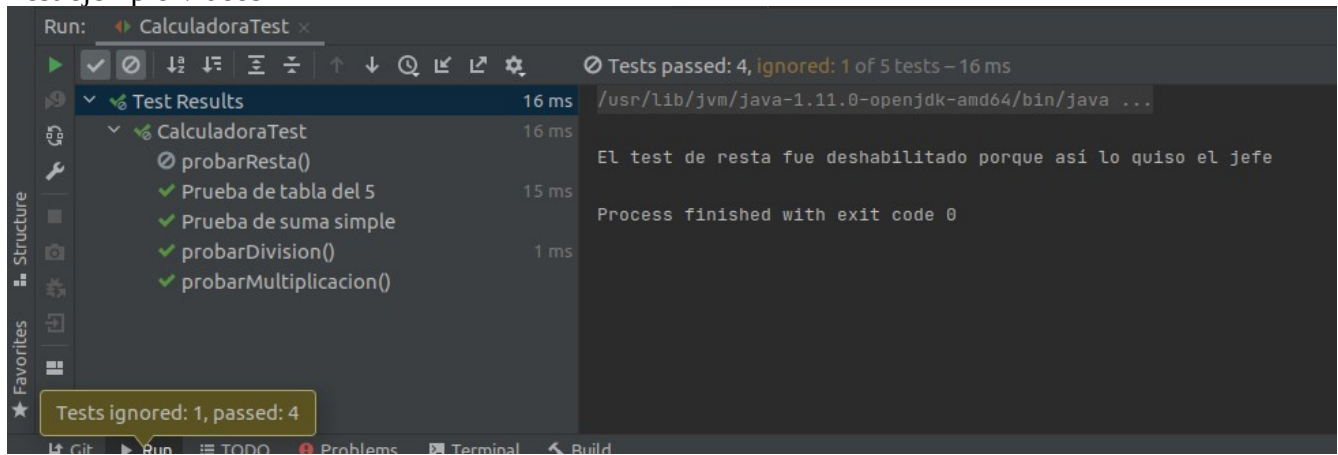 Run: CalculadoraTest ×
Tests passed: 4, ignored: 1 of 5 tests – 16 ms
Test Results 16 ms
/usr/lib/jvm/java-1.11.0-openjdk-amd64/bin/java ...
CalculadoraTest 16 ms
probarResta()
El test de resta fue deshabilitado porque así lo quiso el jefe
Prueba de tabla del 5 15 ms
Prueba de suma simple
Process finished with exit code 0
probarDivision() 1 ms
probarMultiplicacion()
Structure
Favorites
Tests ignored: 1, passed: 4
Git Run TODO Problems Terminal Build